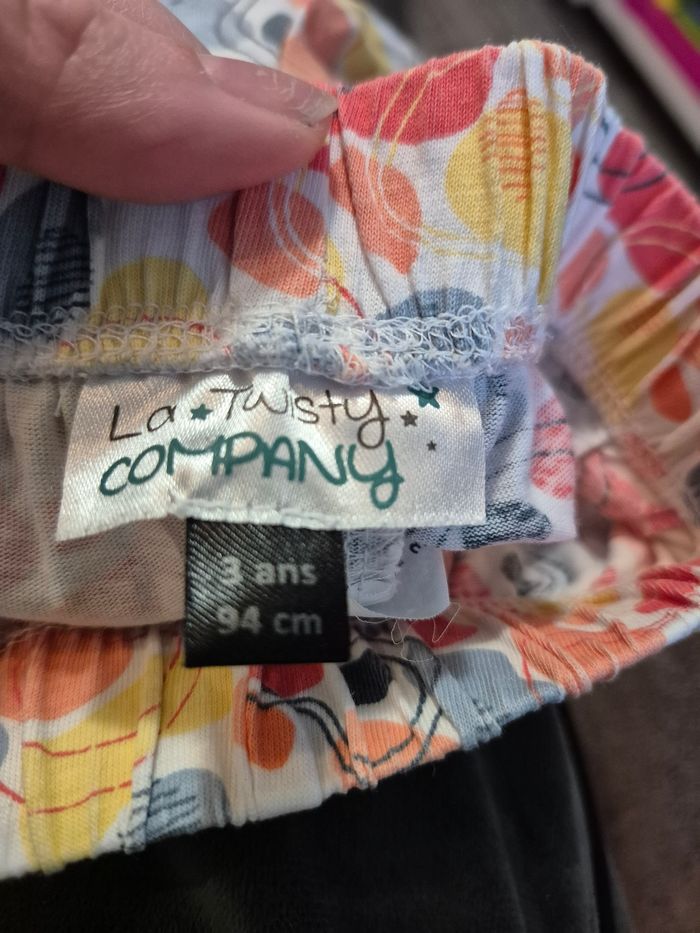 La Twisty
COMPANY
3 ans
94 cm